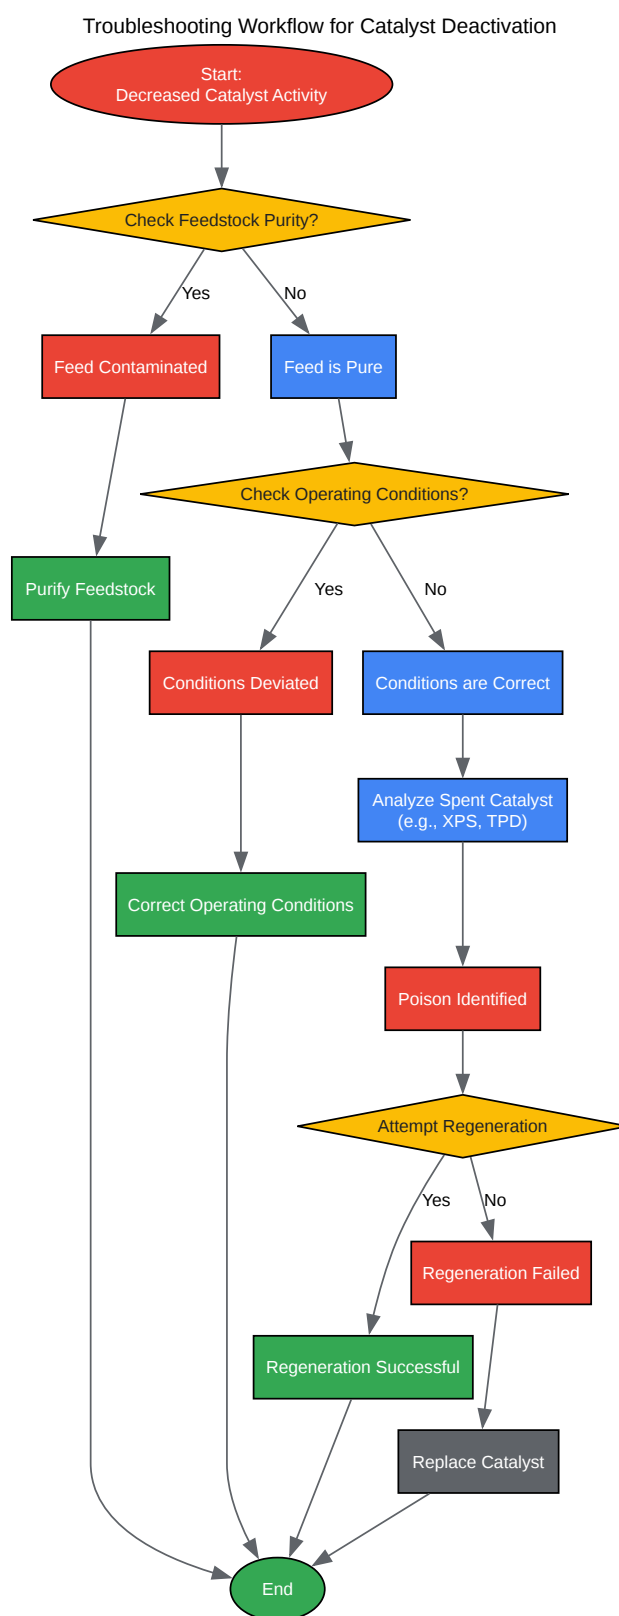 Troubleshooting Workflow for Catalyst Deactivation
Start:
Decreased Catalyst Activity
Check Feedstock Purity?
Yes
No
Feed Contaminated
Feed is Pure
Check Operating Conditions?
Purify Feedstock
Yes
No
Conditions Deviated
Conditions are Correct
Analyze Spent Catalyst
(e.g., XPS, TPD)
Correct Operating Conditions
Poison Identified
Attempt Regeneration
Yes
No
Regeneration Failed
Regeneration Successful
Replace Catalyst
End